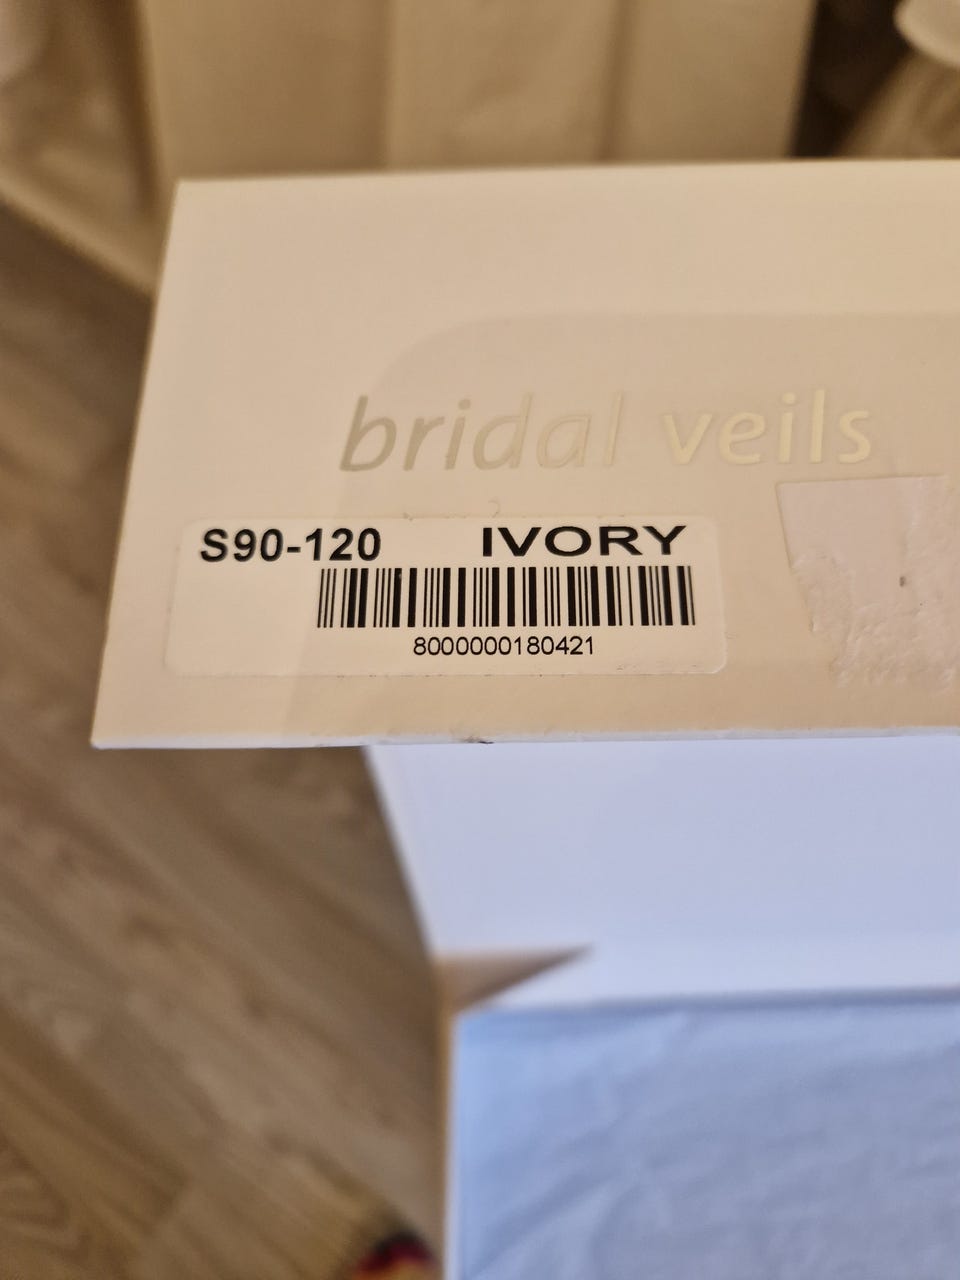 bridal veils
S90-120 IVORY
8000000180421